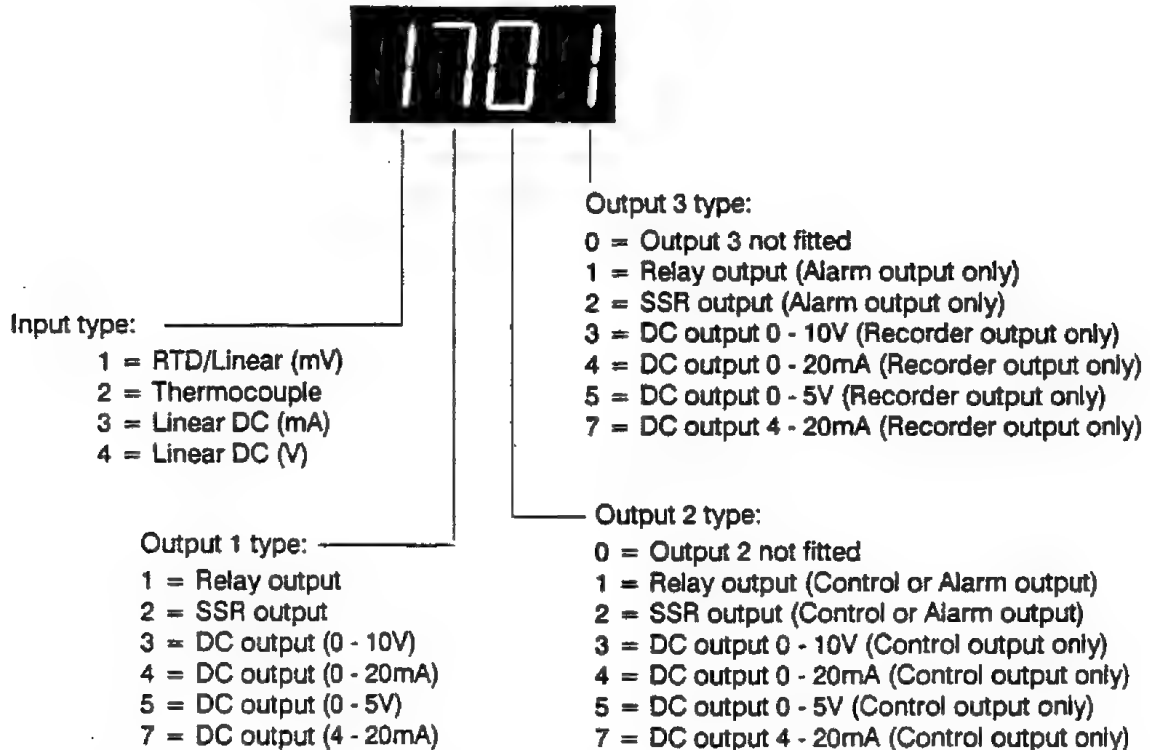 1701
Output 3 type:
0 = Output 3 not fitted
1 = Relay output (Alarm output only)
2 = SSR output (Alarm output only)
3 = DC output 0 - 10V (Recorder output only)
4 = DC output 0 - 20mA (Recorder output only)
5 = DC output 0 - 5V (Recorder output only)
7 = DC output 4 - 20mA (Recorder output only)
Input type:
1 = RTD/Linear (mV)
2 = Thermocouple
3 = Linear DC (mA)
4 = Linear DC (V)
Output 1 type:
1 = Relay output
2 = SSR output
3 = DC output (0 - 10V)
4 = DC output (0 - 20mA)
5 = DC output (0 - 5V)
7 = DC output (4 - 20mA)
Output 2 type:
0 = Output 2 not fitted
1 = Relay output (Control or Alarm output)
2 = SSR output (Control or Alarm output)
3 = DC output 0 - 10V (Control output only)
4 = DC output 0 - 20mA (Control output only)
5 = DC output 0 - 5V (Control output only)
7 = DC output 4 - 20mA (Control output only)